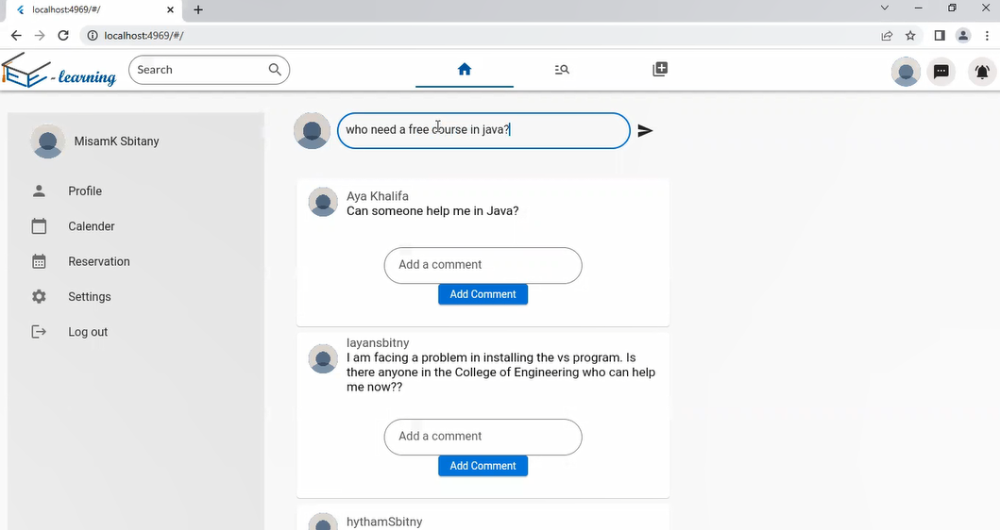 localhost:4969/#/
localhost:4969/#/
E-learning
Search
MisamK Sbitany
Profile
Calender
Reservation
Settings
Log out
who need a free course in java?
Aya Khalifa
Can someone help me in Java?
Add a comment
Add Comment
layansbitny
I am facing a problem in installing the vs program. Is
there anyone in the College of Engineering who can help
me now??
Add a comment
Add Comment
hythamSbitny